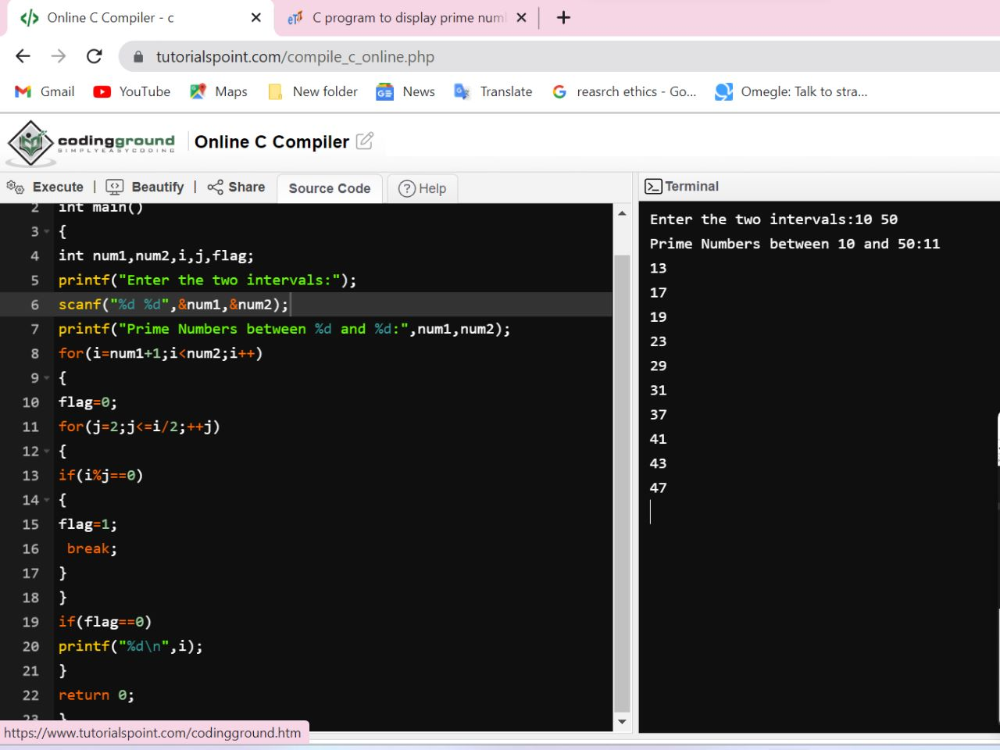 Online C Compiler - c
C program to display prime num
tutorialspoint.com/compile_c_online.php
Gmail
YouTube
Maps
New folder
News
Translate
reasrch ethics - Go...
Omegle: Talk to stra...
codingground
SIMPLYEASYCODING
Online C Compiler
Execute | Beautify | Share
Source Code
Help
Terminal
2 int main()
3 {
4 int num1,num2,i,j,flag;
5 printf("Enter the two intervals:");
6 scanf("%d %d",&num1,&num2);
7 printf("Prime Numbers between %d and %d:",num1,num2);
8 for(i=num1+1;i<num2;i++)
9 {
10 flag=0;
11 for(j=2;j<=i/2;++j)
12 {
13 if(i%j==0)
14 {
15 flag=1;
16 break;
17 }
18 }
19 if(flag==0)
20 printf("%d\n",i);
21 }
22 return 0;
23 }
Enter the two intervals:10 50
Prime Numbers between 10 and 50:11
13
17
19
23
29
31
37
41
43
47
https://www.tutorialspoint.com/codingground.htm